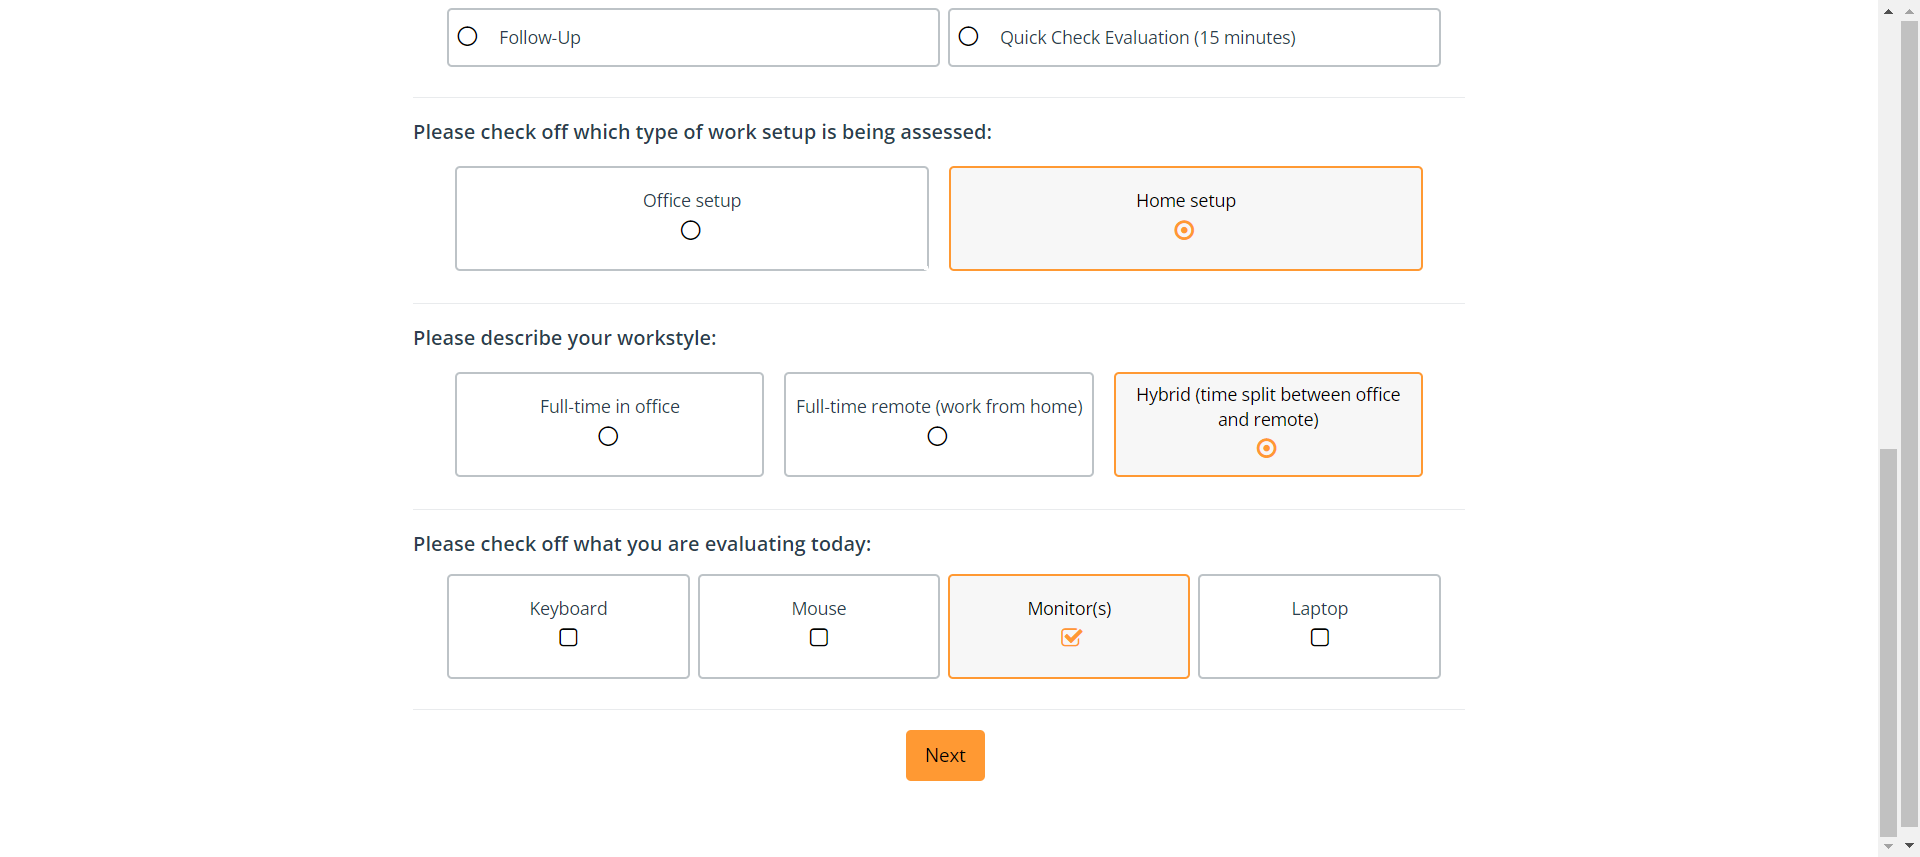 Follow-Up
Quick Check Evaluation (15 minutes)
Please check off which type of work setup is being assessed:
Office setup
Home setup
Please describe your workstyle:
Full-time in office
Full-time remote (work from home)
Hybrid (time split between office
and remote)
Please check off what you are evaluating today:
Keyboard
Mouse
Monitor(s)
Laptop
Next